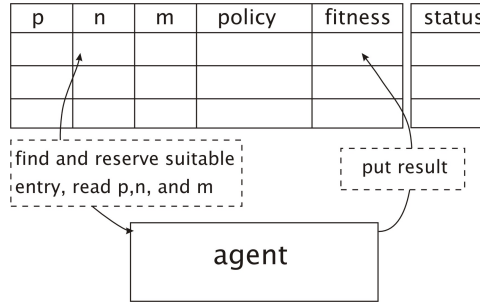 p n m policy fitness status
find and reserve suitable
entry, read p,n, and m
put result
agent